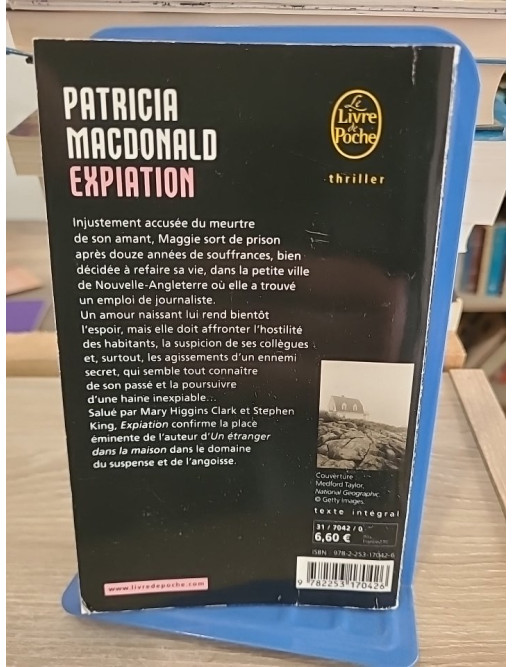 PATRICIA
MACDONALD
EXPIATION
Le
Livre
de
Poche
thriller
Injustement accusée du meurtre
de son amant, Maggie sort de prison
après douze années de souffrances, bien
décidée à refaire sa vie, dans la petite ville
de Nouvelle-Angleterre où elle a trouvé
un emploi de journaliste.
Un amour naissant lui rend bientôt
l'espoir, mais elle doit affronter l'hostilité
des habitants, la suspicion de ses collègues
et, surtout, les agissements d'un ennemi
secret, qui semble tout connaître
de son passé et la poursuivre
d'une haine inexpiable...
Salué par Mary Higgins Clark et Stephen
King, Expiation confirme la place
éminente de l'auteur d'Un étranger
dans la maison dans le domaine
du suspense et de l'angoisse.
Couverture :
Medford Taylor,
National Geographic
© Getty Images.
texte intégral
31 / 7042 / 0
6,60 €
ISBN : 978-2-253-17042-6
9 782253 170426
www.livredepoche.com